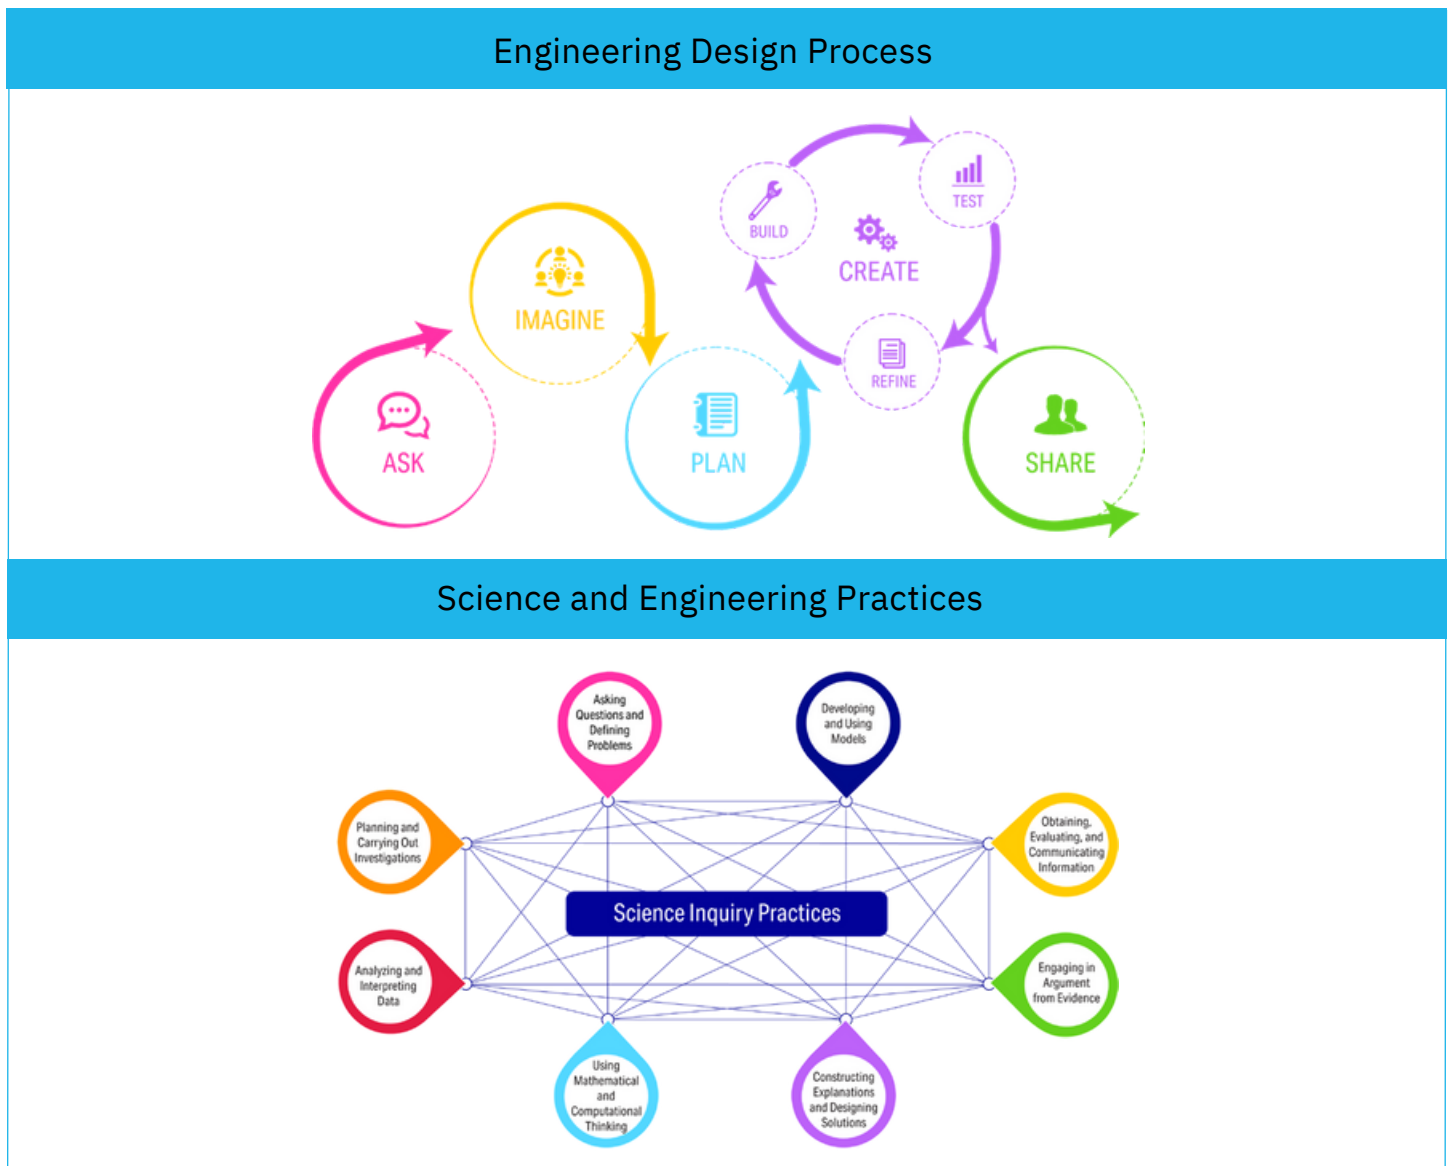 Engineering Design Process
BUILD
TEST
CREATE
IMAGINE
REFINE
ASK
PLAN
SHARE
Science and Engineering Practices
Asking
Questions and
Defining
Problems
Developing
and Using
Models
Planning and
Carrying Out
Investigations
Obtaining,
Evaluating, and
Communicating
Information
Science Inquiry Practices
Analyzing and
Interpreting
Data
Engaging in
Argument
from Evidence
Using
Mathematical
and
Computational
Thinking
Constructing
Explanations
and Designing
Solutions